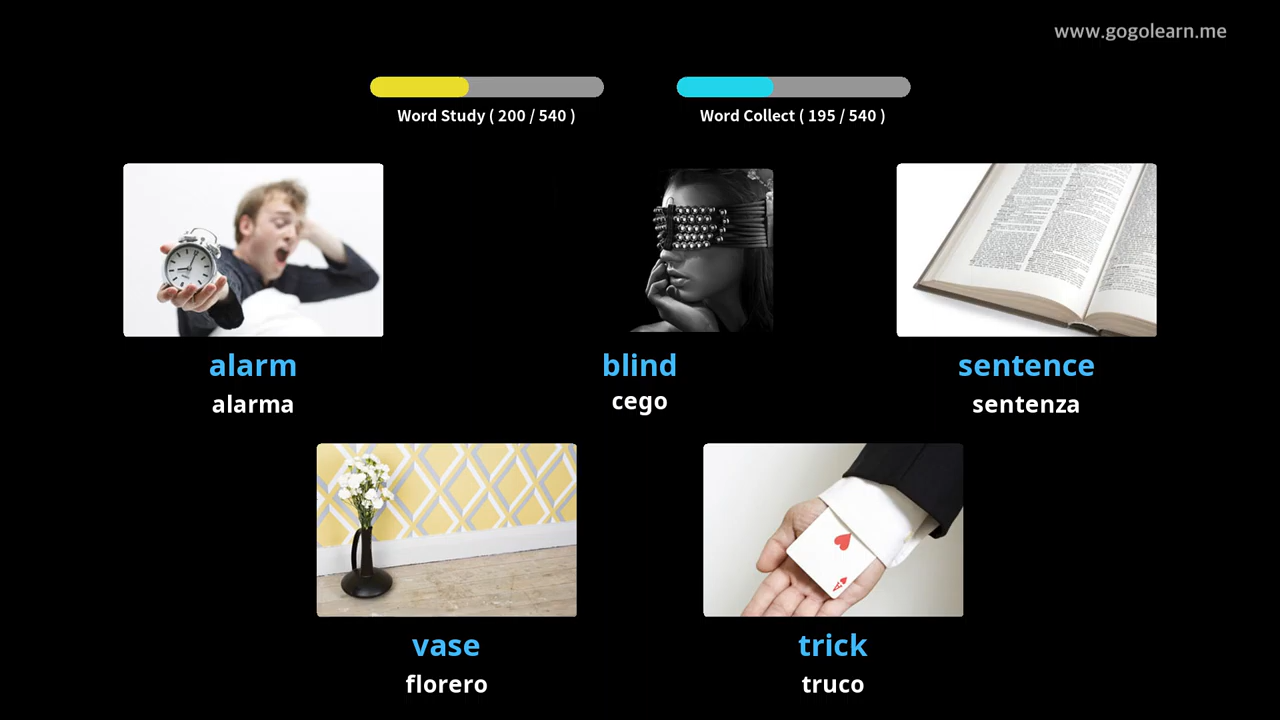 www.gogolearn.me
Word Study ( 200 / 540 )
Word Collect ( 195 / 540 )
alarm
alarma
blind
cego
sentence
sentenza
vase
florero
trick
truco